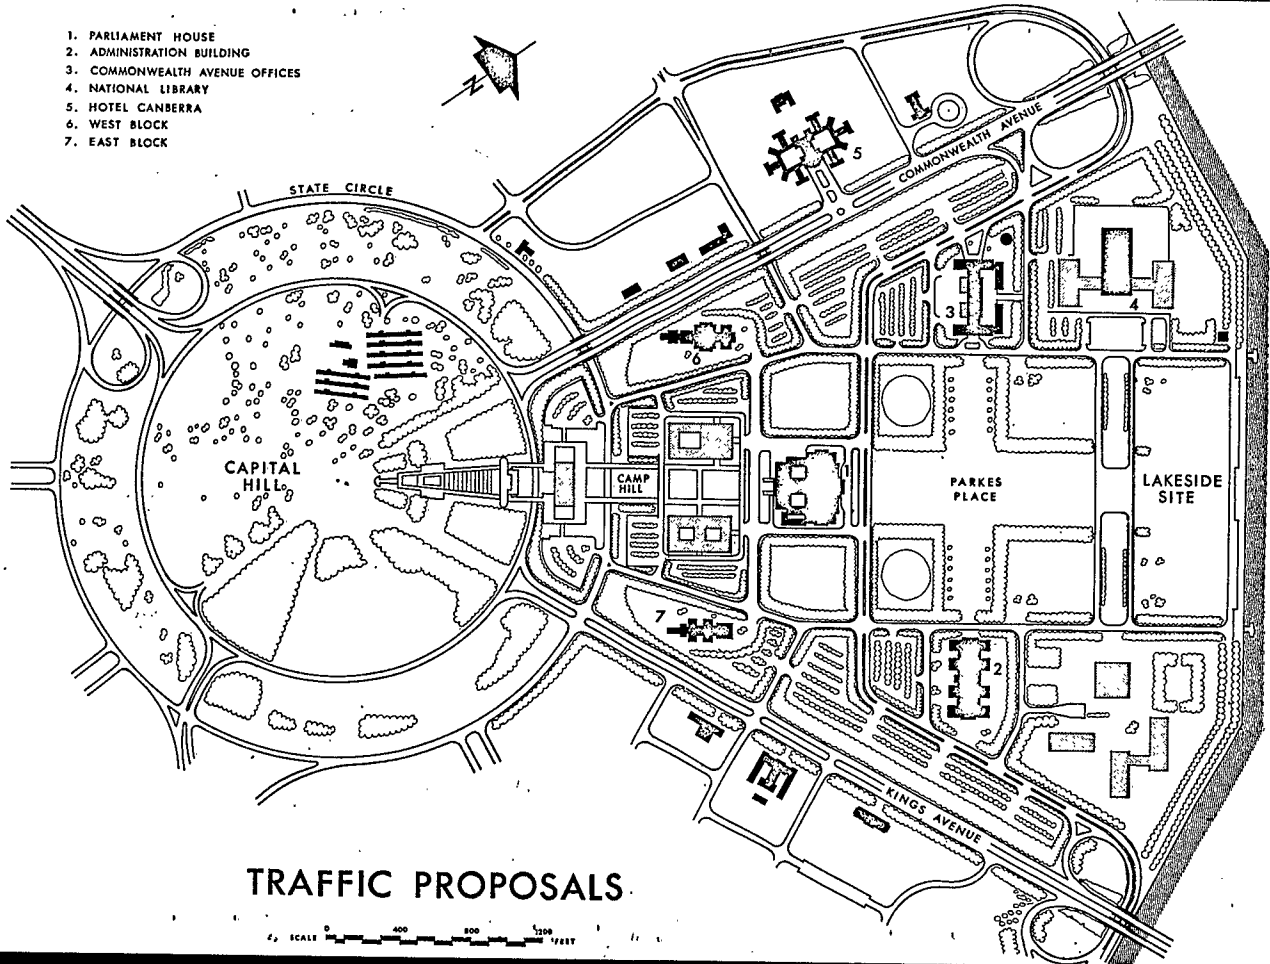 1. PARLIAMENT HOUSE
2. ADMINISTRATION BUILDING
3. COMMONWEALTH AVENUE OFFICES
4. NATIONAL LIBRARY
5. HOTEL CANBERRA
6. WEST BLOCK
7. EAST BLOCK
N
STATE CIRCLE
COMMONWEALTH AVENUE
5
3
4
6
CAPITAL
HILL
CAMP
HILL
PARKES
PLACE
LAKESIDE
SITE
7
2
KINGS AVENUE
TRAFFIC PROPOSALS
SCALE 0 400 800 1200 FEET